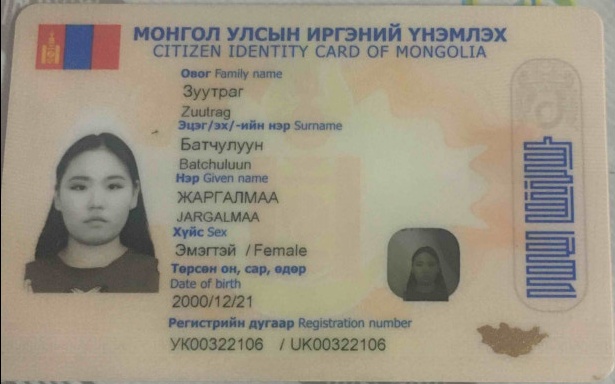 МОНГОЛ УЛСЫН ИРГЭНИЙ ҮНЭМЛЭХ
CITIZEN IDENTITY CARD OF MONGOLIA
Овог Family name
Зуутраг
Zuutrag
Эцэг/эх/-ийн нэр Surname
Батчулуун
Batchuluun
Нэр Given name
ЖАРГАЛМАА
JARGALMAA
Хүйс Sex
Эмэгтэй / Female
Төрсөн он, сар, өдөр
Date of birth
2000/12/21
Регистрийн дугаар Registration number
УК00322106 / UK00322106